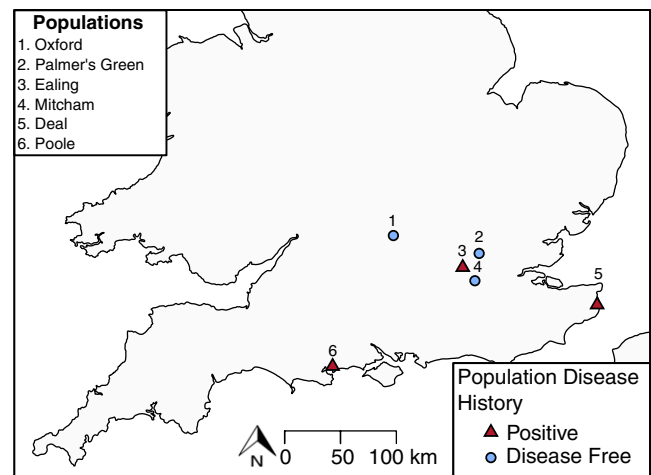 Populations
1. Oxford
2. Palmer's Green
3. Ealing
4. Mitcham
5. Deal
6. Poole
1
2
3
4
5
6
N
0 50 100 km
Population Disease
History
Positive
Disease Free